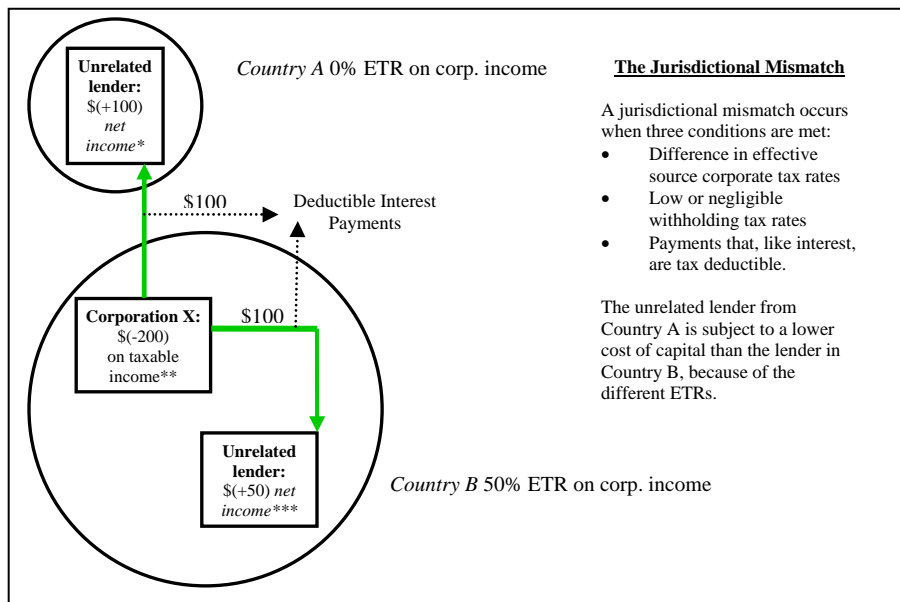 Unrelated
lender:
$(+100)
net
income*
Country A 0% ETR on corp. income
$100
Deductible Interest
Payments
Corporation X:
$(-200)
on taxable
income**
$100
Unrelated
lender:
$(+50) net
income***
Country B 50% ETR on corp. income
The Jurisdictional Mismatch
A jurisdictional mismatch occurs
when three conditions are met:
• Difference in effective
source corporate tax rates
• Low or negligible
withholding tax rates
• Payments that, like interest,
are tax deductible.
The unrelated lender from
Country A is subject to a lower
cost of capital than the lender in
Country B, because of the
different ETRs.